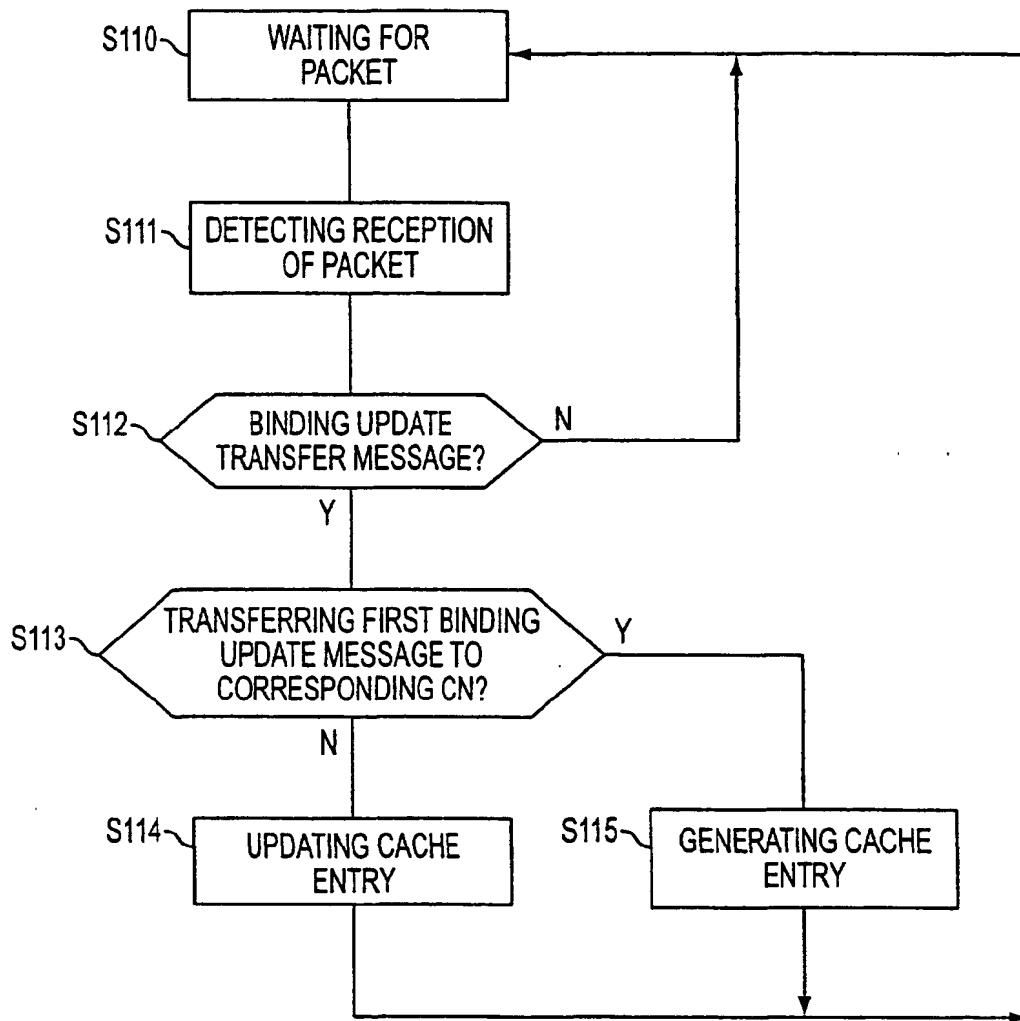 S110
WAITING FOR
PACKET
S111
DETECTING RECEPTION
OF PACKET
S112
BINDING UPDATE
TRANSFER MESSAGE?
N
Y
S113
TRANSFERRING FIRST BINDING
UPDATE MESSAGE TO
CORRESPONDING CN?
Y
N
S114
UPDATING CACHE
ENTRY
S115
GENERATING CACHE
ENTRY